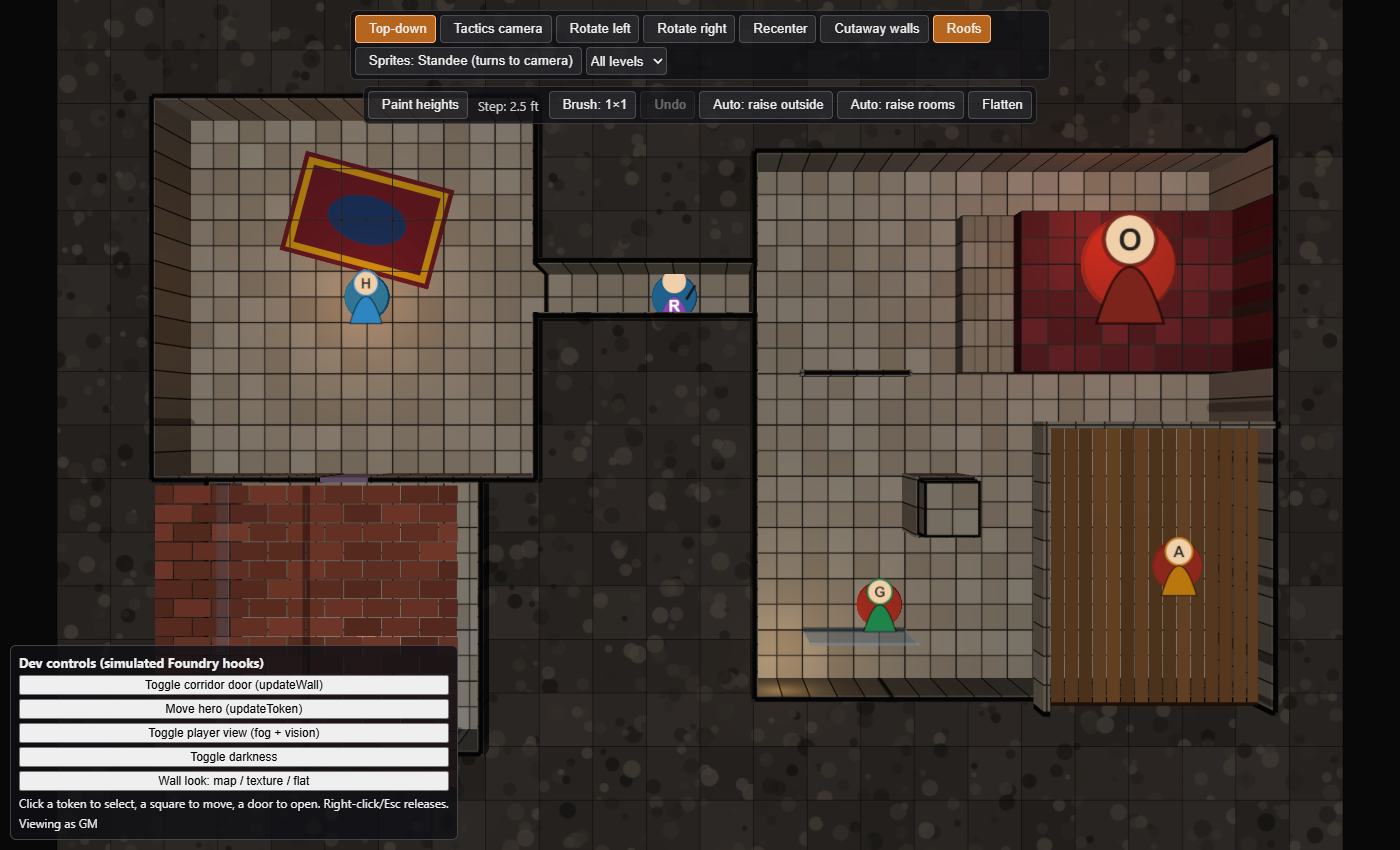 Top-down Tactics camera Rotate left Rotate right Recenter Cutaway walls Roofs
Sprites: Standee (turns to camera) All levels
Paint heights Step: 2.5 ft Brush: 1×1 Undo Auto: raise outside Auto: raise rooms Flatten
O
H
R
A
G
Dev controls (simulated Foundry hooks)
Toggle corridor door (updateWall)
Move hero (updateToken)
Toggle player view (fog + vision)
Toggle darkness
Wall look: map / texture / flat
Click a token to select, a square to move, a door to open. Right-click/Esc releases.
Viewing as GM